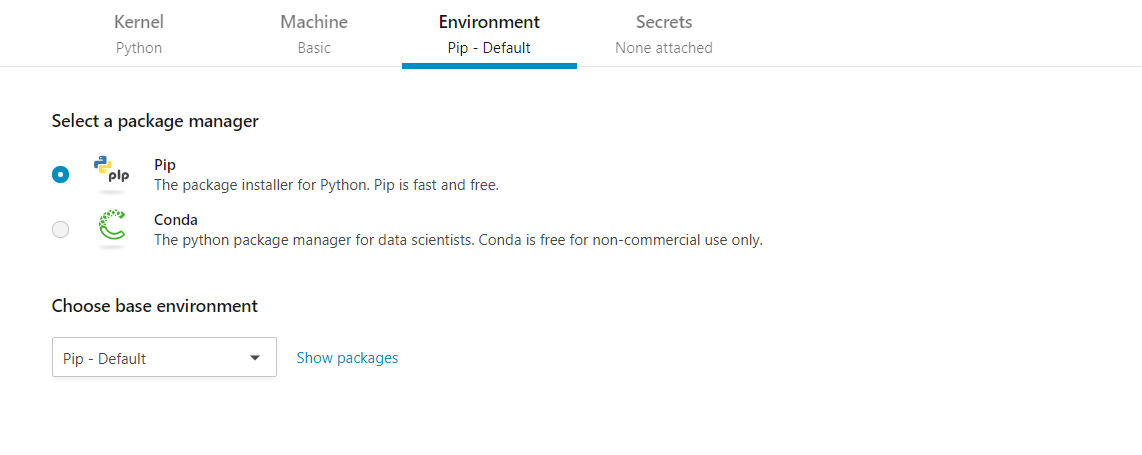 Kernel Machine Environment Secrets
Python Basic Pip - Default None attached
Select a package manager
pip
Pip
The package installer for Python. Pip is fast and free.
Conda
The python package manager for data scientists. Conda is free for non-commercial use only.
Choose base environment
Pip - Default Show packages